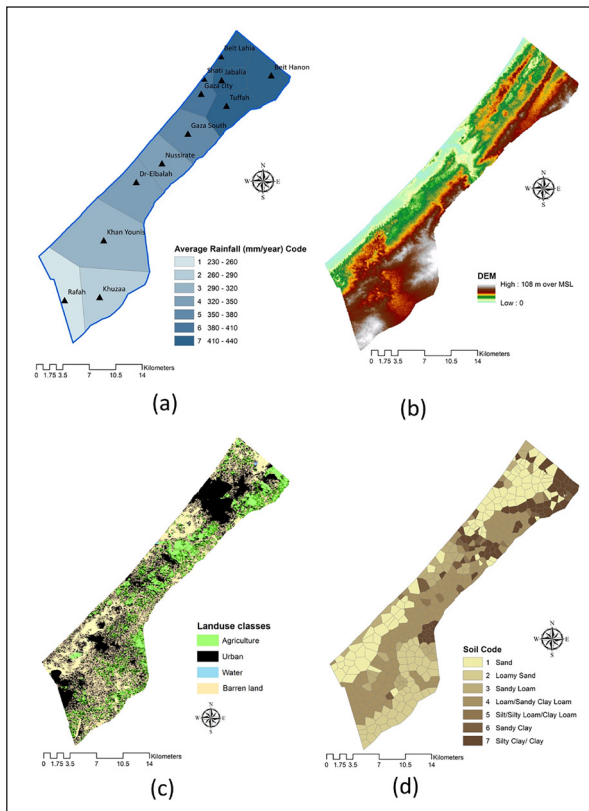 Beit Lahia
Beit Hanon
Shati Jabalia
Gaza City
Tuffah
Gaza South
Nussirate
Dr-Elbalah
Khan Younis
Rafah
Khuzaa
N
W E
S
Average Rainfall (mm/year) Code
1 230 - 260
2 260 - 290
3 290 - 320
4 320 - 350
5 350 - 380
6 380 - 410
7 410 - 440
Kilometers
0 1.75 3.5 7 10.5 14
(a)
N
W E
S
DEM
High : 108 m over MSL
Low : 0
Kilometers
0 1.75 3.5 7 10.5 14
(b)
Landuse classes
Agriculture
Urban
Water
Barren land
N
W E
S
Kilometers
0 1.75 3.5 7 10.5 14
(c)
N
W E
S
Soil Code
1 Sand
2 Loamy Sand
3 Sandy Loam
4 Loam/Sandy Clay Loam
5 Silt/Silty Loam/Clay Loam
6 Sandy Clay
7 Silty Clay/ Clay
Kilometers
0 1.75 3.5 7 10.5 14
(d)